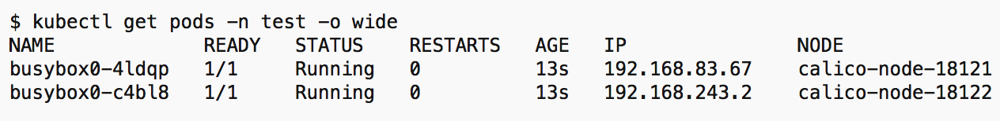 $ kubectl get pods -n test -o wide
NAME READY STATUS RESTARTS AGE IP NODE
busybox0-4ldqp 1/1 Running 0 13s 192.168.83.67 calico-node-18121
busybox0-c4bl8 1/1 Running 0 13s 192.168.243.2 calico-node-18122